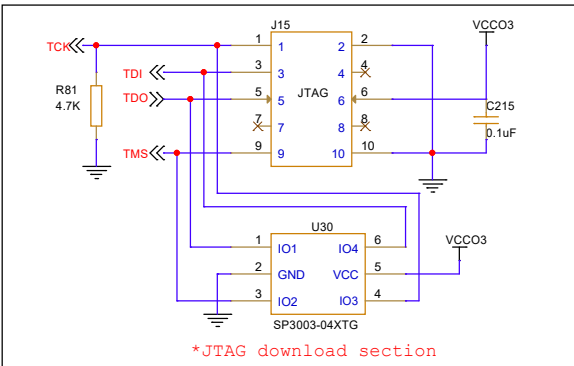 J15
VCCO3
TCK
1 1 2 2
TDI
3 3 4 4
R81
4.7K
TDO
5 5 JTAG 6 6
C215
0.1uF
7 7 8 8
TMS
9 9 10 10
U30
VCCO3
1 IO1 IO4 6
2 GND VCC 5
3 IO2 IO3 4
SP3003-04XTG
*JTAG download section